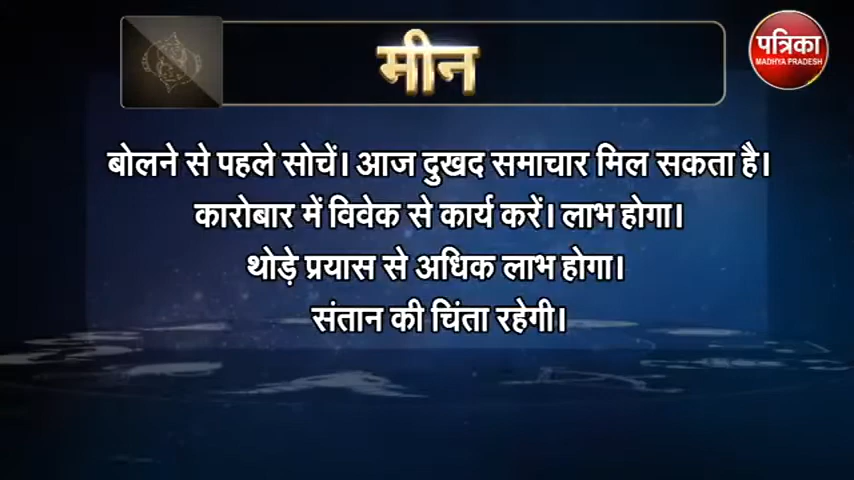 मीन
पत्रिका
MADHYA PRADESH
बोलने से पहले सोचें। आज दुखद समाचार मिल सकता है।
कारोबार में विवेक से कार्य करें। लाभ होगा।
थोड़े प्रयास से अधिक लाभ होगा।
संतान की चिंता रहेगी।